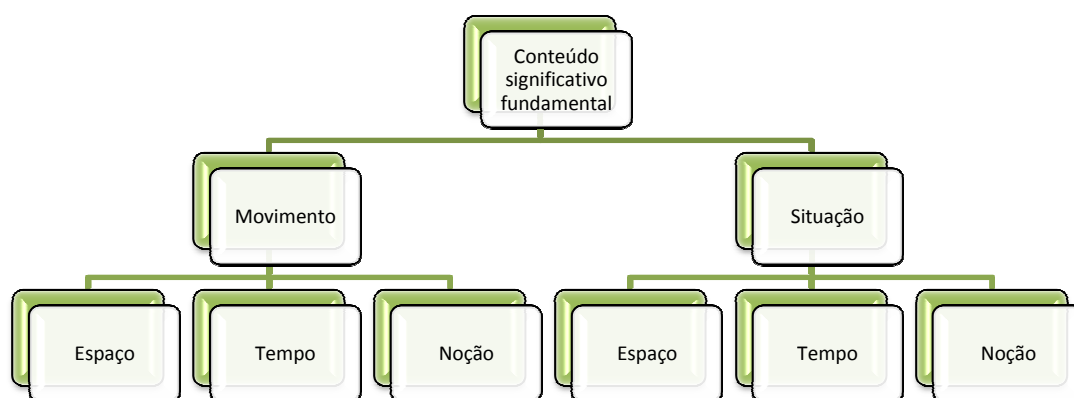 Conteúdo
significativo
fundamental
Movimento
Situação
Espaço
Tempo
Noção
Espaço
Tempo
Noção